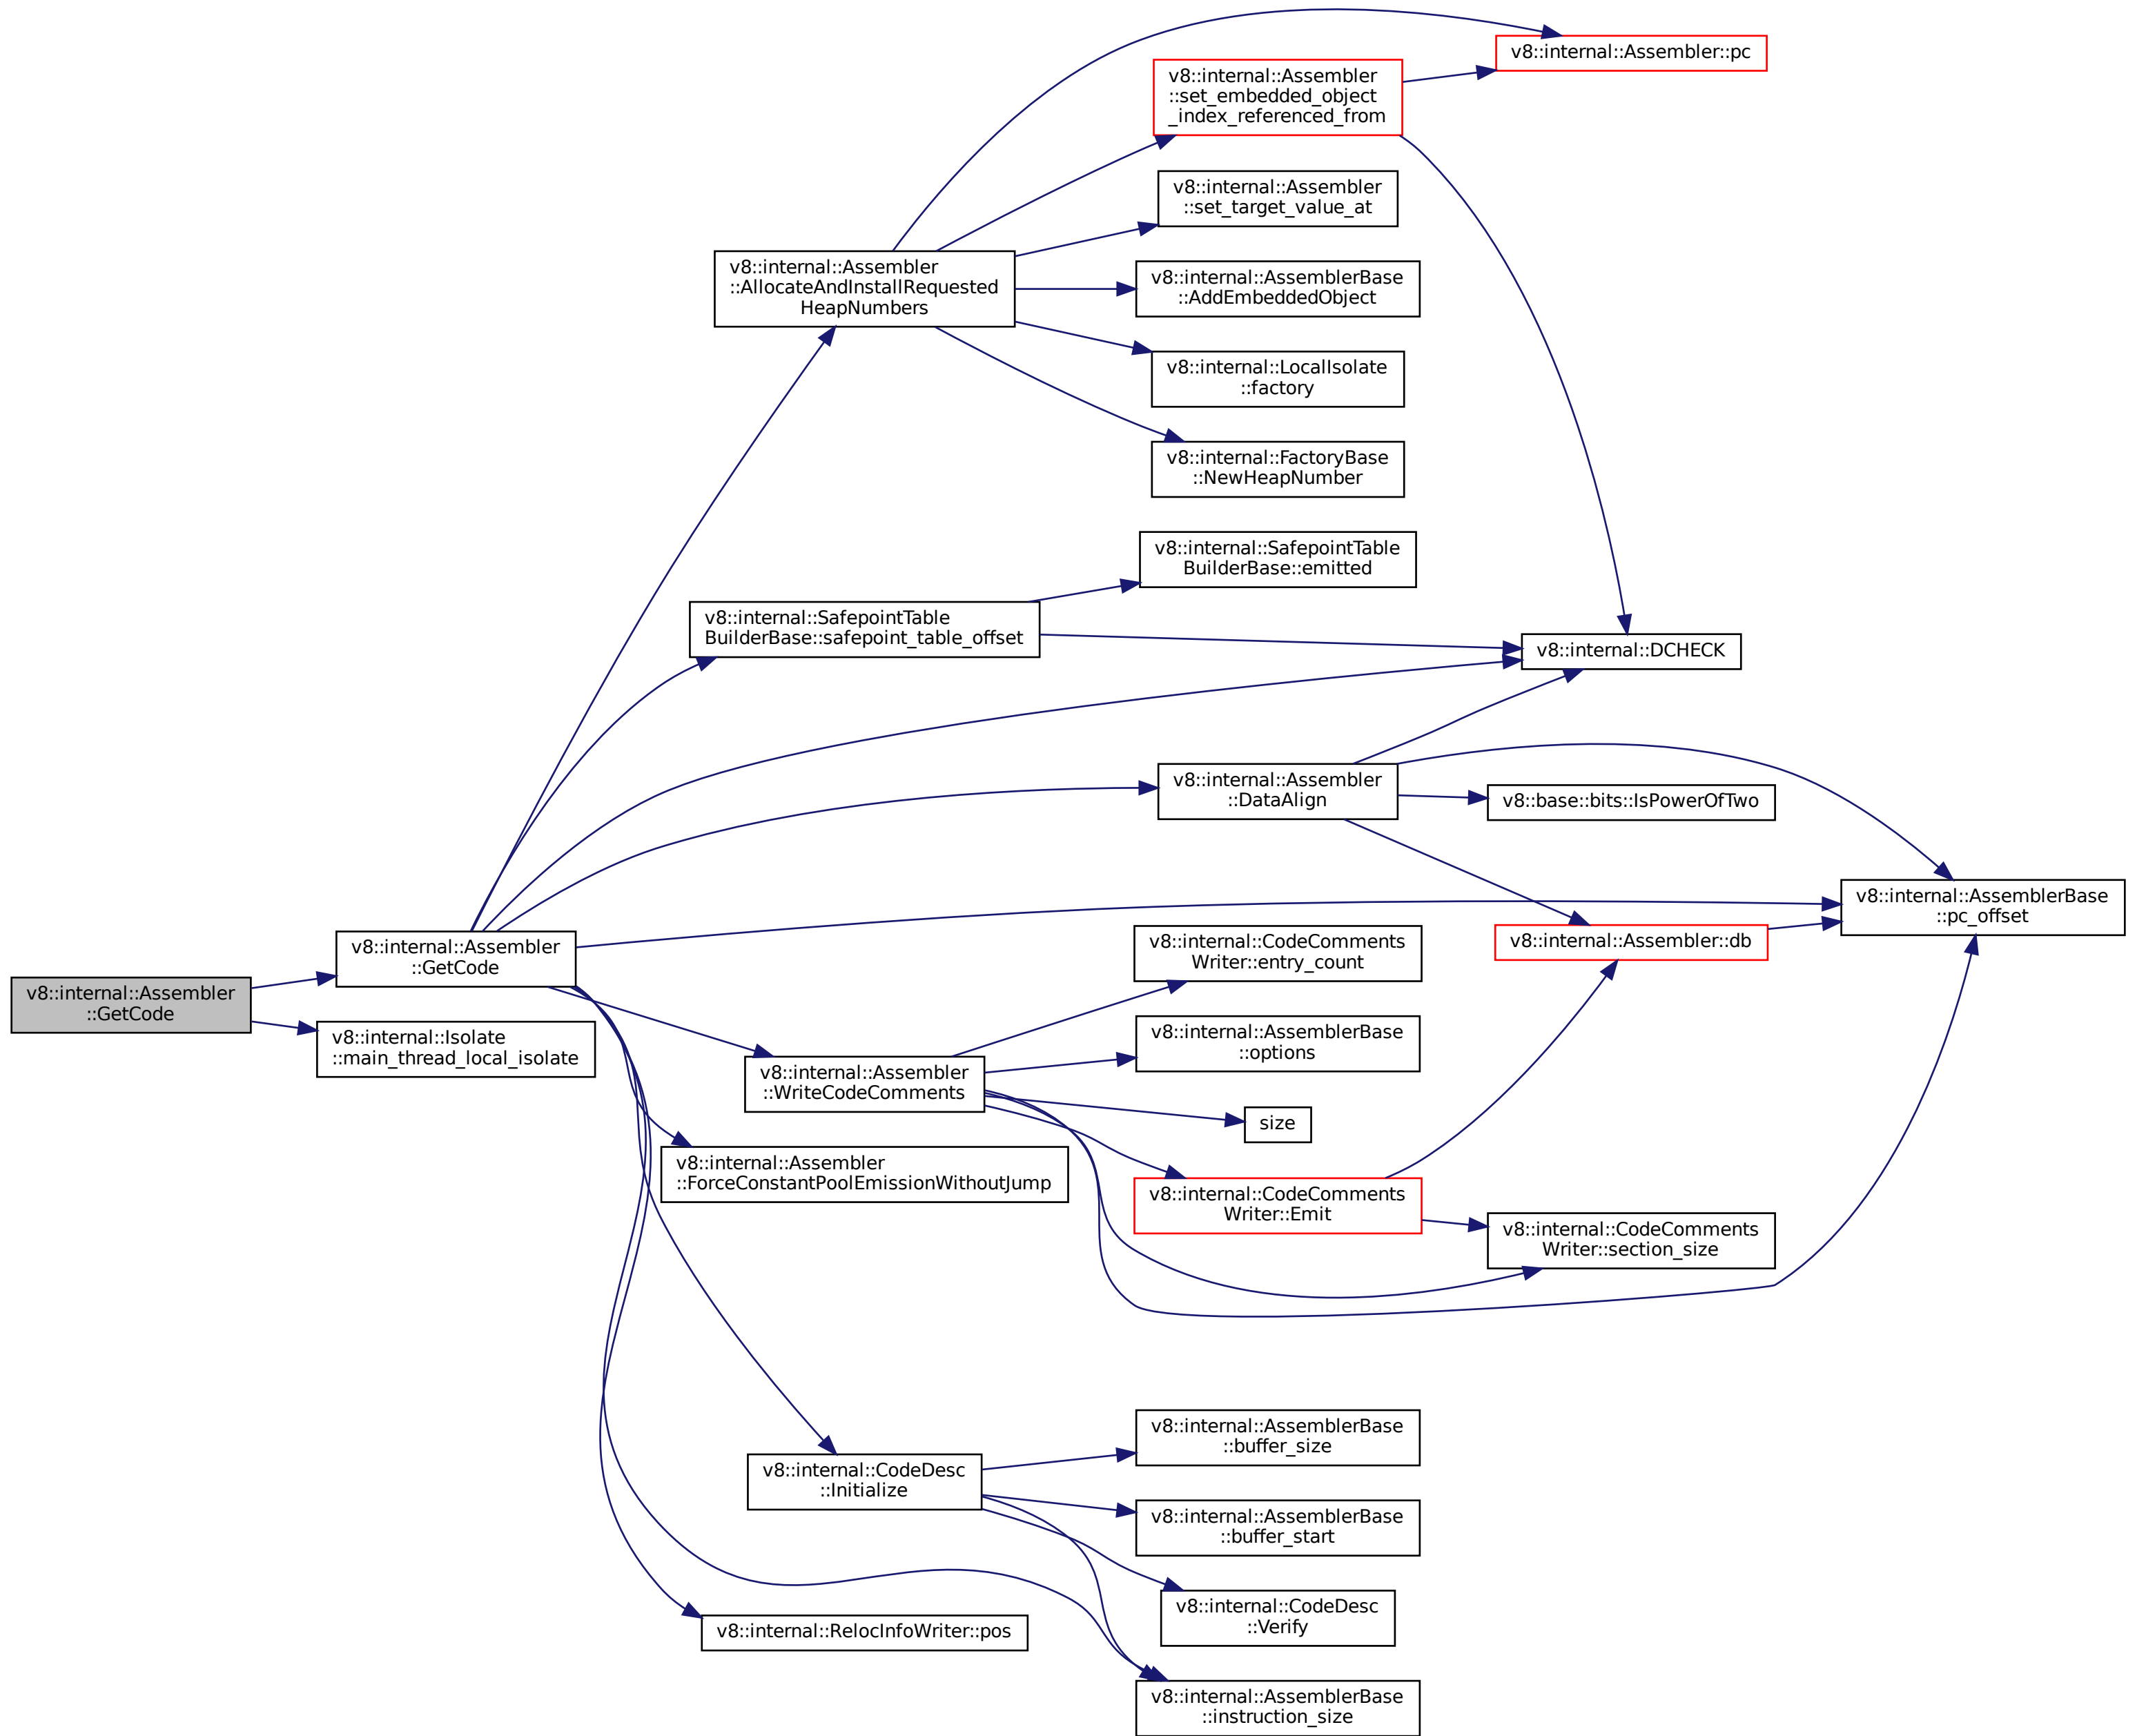 v8::internal::Assembler::pc
v8::internal::Assembler
::set_embedded_object
_index_referenced_from
v8::internal::Assembler
::set_target_value_at
v8::internal::Assembler
::AllocateAndInstallRequested
HeapNumbers
v8::internal::AssemblerBase
::AddEmbeddedObject
v8::internal::LocalIsolate
::factory
v8::internal::FactoryBase
::NewHeapNumber
v8::internal::SafepointTable
BuilderBase::emitted
v8::internal::SafepointTable
BuilderBase::safepoint_table_offset
v8::internal::DCHECK
v8::internal::Assembler
::DataAlign
v8::base::bits::IsPowerOfTwo
v8::internal::AssemblerBase
::pc_offset
v8::internal::Assembler::db
v8::internal::Assembler
::GetCode
v8::internal::CodeComments
Writer::entry_count
v8::internal::Assembler
::GetCode
v8::internal::Isolate
::main_thread_local_isolate
v8::internal::AssemblerBase
::options
v8::internal::Assembler
::WriteCodeComments
size
v8::internal::Assembler
::ForceConstantPoolEmissionWithoutJump
v8::internal::CodeComments
Writer::Emit
v8::internal::CodeComments
Writer::section_size
v8::internal::AssemblerBase
::buffer_size
v8::internal::CodeDesc
::Initialize
v8::internal::AssemblerBase
::buffer_start
v8::internal::CodeDesc
::Verify
v8::internal::RelocInfoWriter::pos
v8::internal::AssemblerBase
::instruction_size